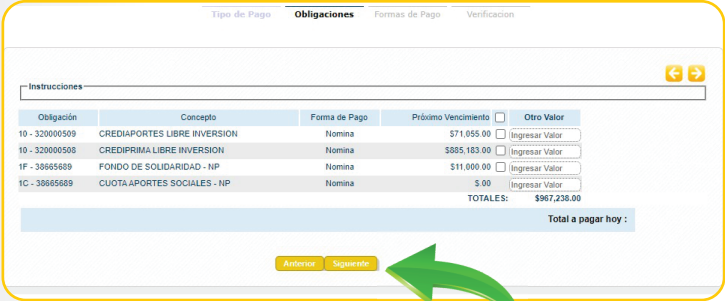 Tipo de Pago Obligaciones Formas de Pago Verificacion
Instrucciones
Obligación Concepto Forma de Pago Próximo Vencimiento Otro Valor
10 - 320000509 CREDIAPORTES LIBRE INVERSION Nomina $71,055.00 Ingresar Valor
10 - 320000508 CREDIPRIMA LIBRE INVERSION Nomina $885,183.00 Ingresar Valor
1F - 38665689 FONDO DE SOLIDARIDAD - NP Nomina $11,000.00 Ingresar Valor
1C - 38665689 CUOTA APORTES SOCIALES - NP Nomina $.00 Ingresar Valor
TOTALES: $967,238.00
Total a pagar hoy :
Anterior Siguiente